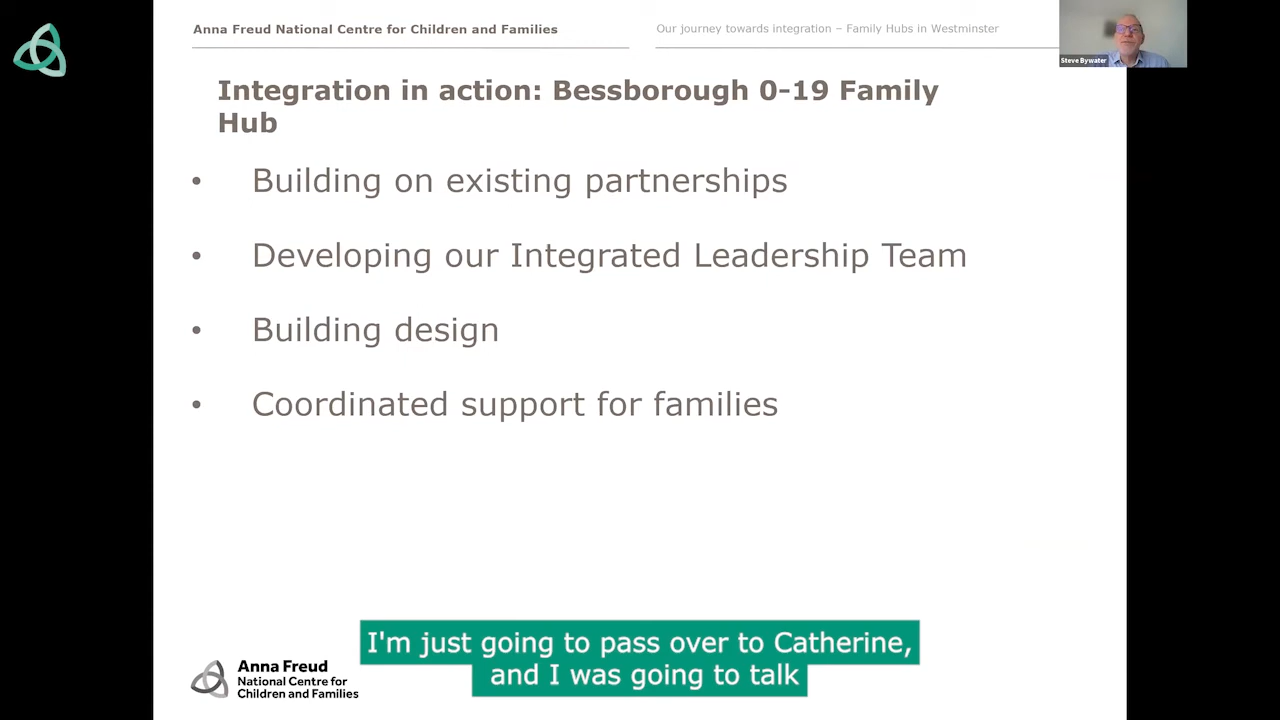 Anna Freud National Centre for Children and Families
Our journey towards integration – Family Hubs in Westminster
Steve Bywater
Integration in action: Bessborough 0-19 Family
Hub
• Building on existing partnerships
• Developing our Integrated Leadership Team
• Building design
• Coordinated support for families
I'm just going to pass over to Catherine,
and I was going to talk
Anna Freud
National Centre for
Children and Families